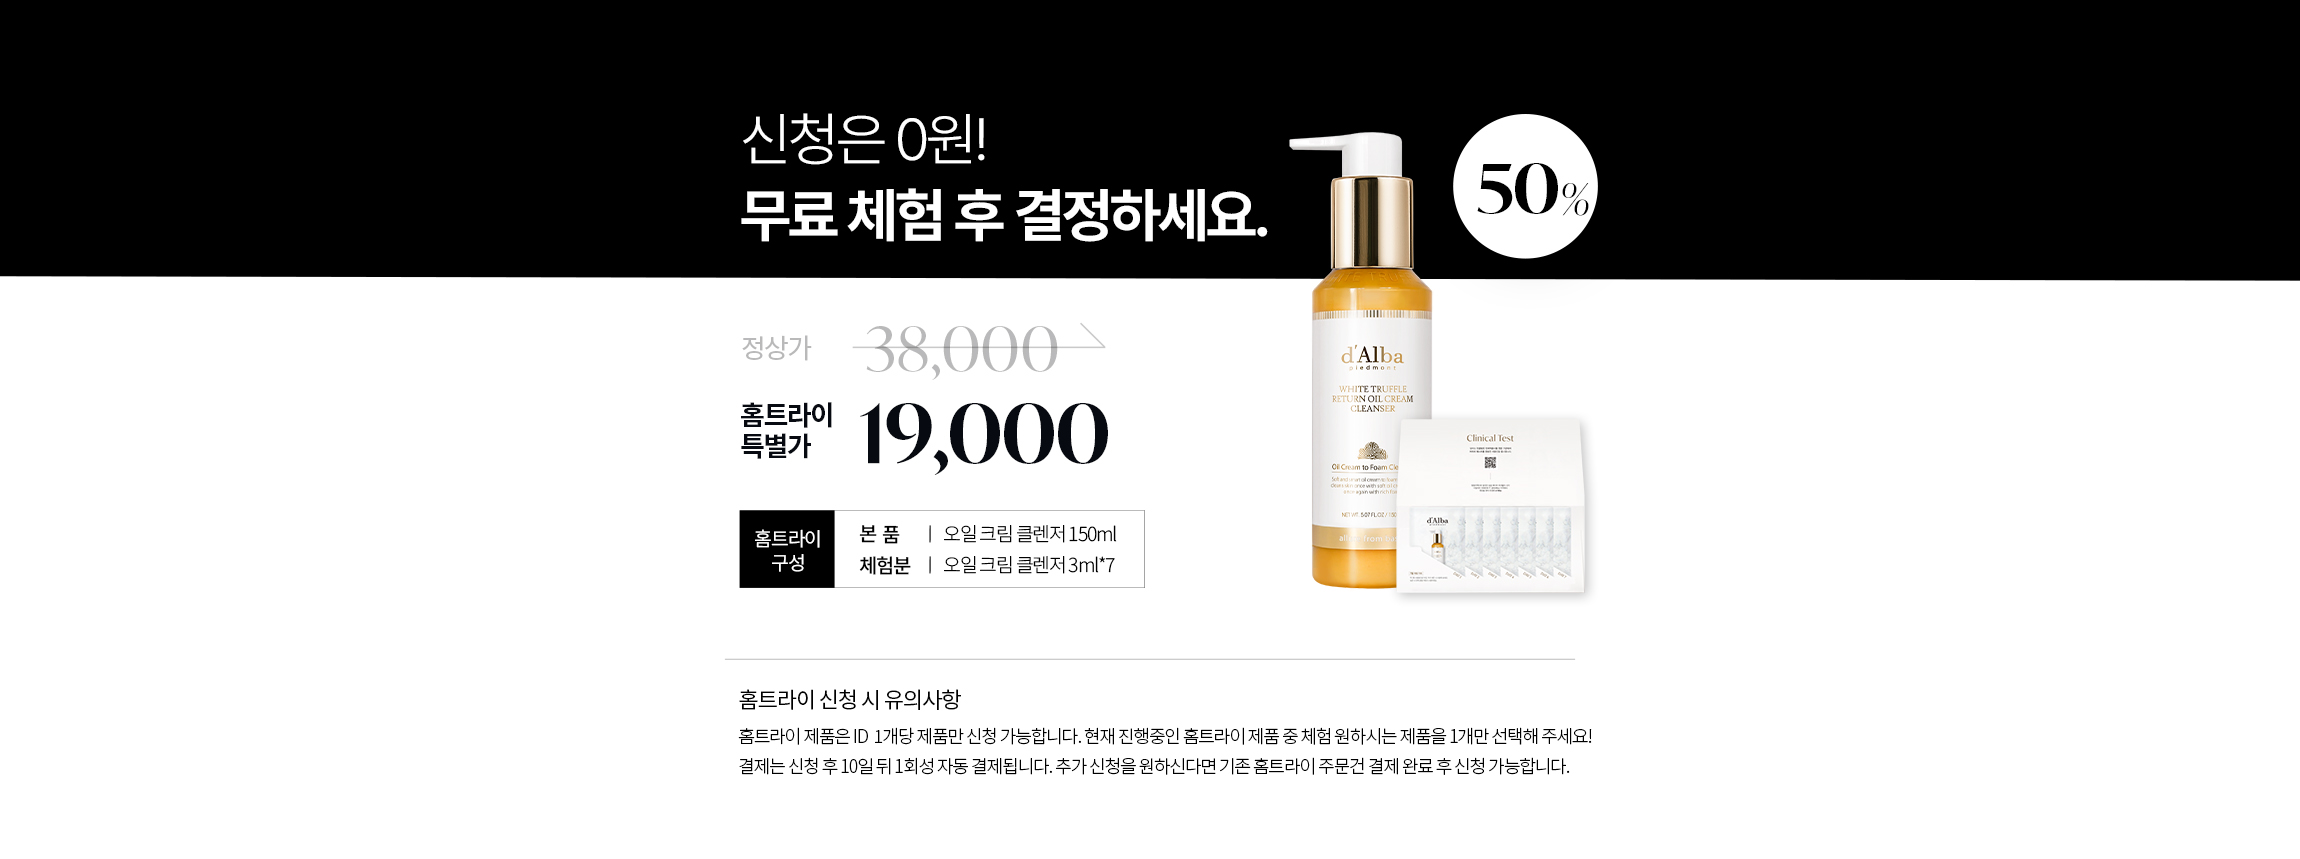 신청은 0원!
무료 체험 후 결정하세요.
50%
정상가 38,000
홈트라이
특별가
19,000
홈트라이
구성
본 품 | 오일 크림 클렌저 150ml
체험분 | 오일 크림 클렌저 3ml*7
d'Alba
piedmont
WHITE TRUFFLE
RETURN OIL CREAM
CLEANSER
Oil Cream to Foam
Clinical Test
d'Alba
홈트라이 신청 시 유의사항
홈트라이 제품은 ID 1개당 제품만 신청 가능합니다. 현재 진행중인 홈트라이 제품 중 체험 원하시는 제품을 1개만 선택해 주세요!
결제는 신청 후 10일 뒤 1회성 자동 결제됩니다. 추가 신청을 원하신다면 기존 홈트라이 주문건 결제 완료 후 신청 가능합니다.